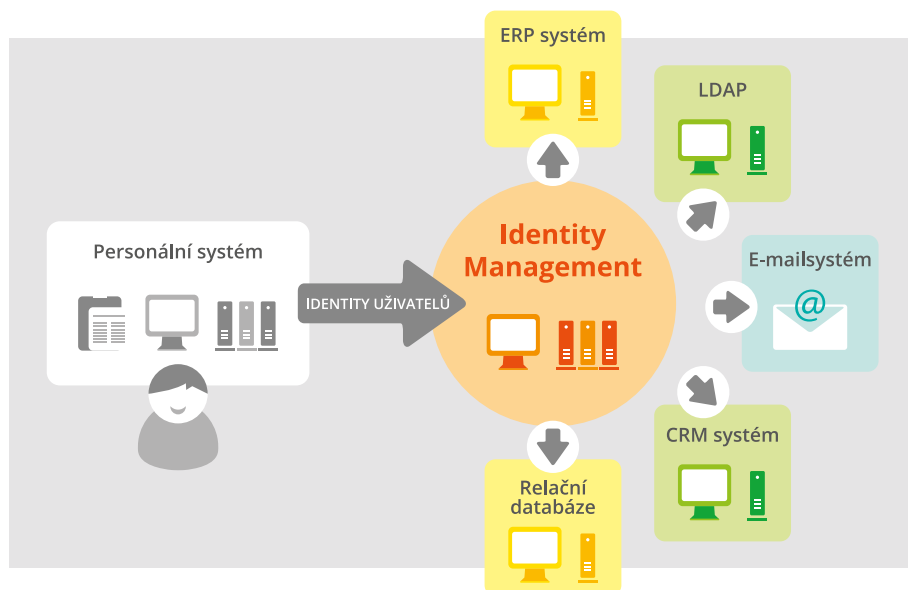 ERP systém
LDAP
Personální systém
IDENTITY UŽIVATELŮ
Identity
Management
E-mailsystém
@
CRM systém
Relační
databáze